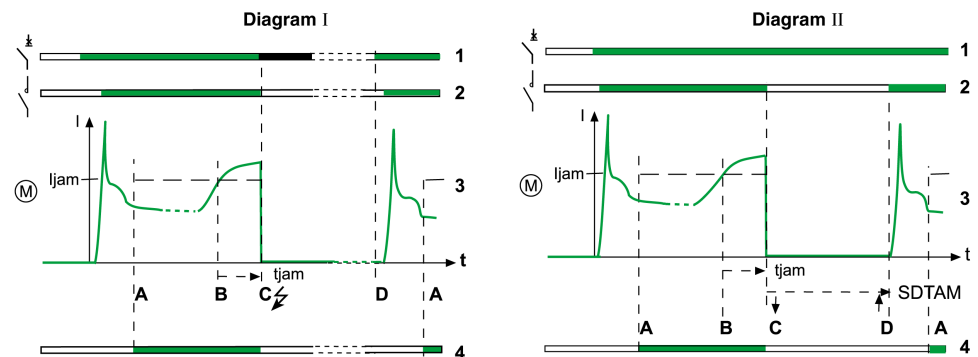 Diagram I
1
2
I
Ijam
M
3
t
tjam
A B C D A
4
Diagram II
1
2
I
Ijam
M
3
t
tjam
SDTAM
A B C D A
4